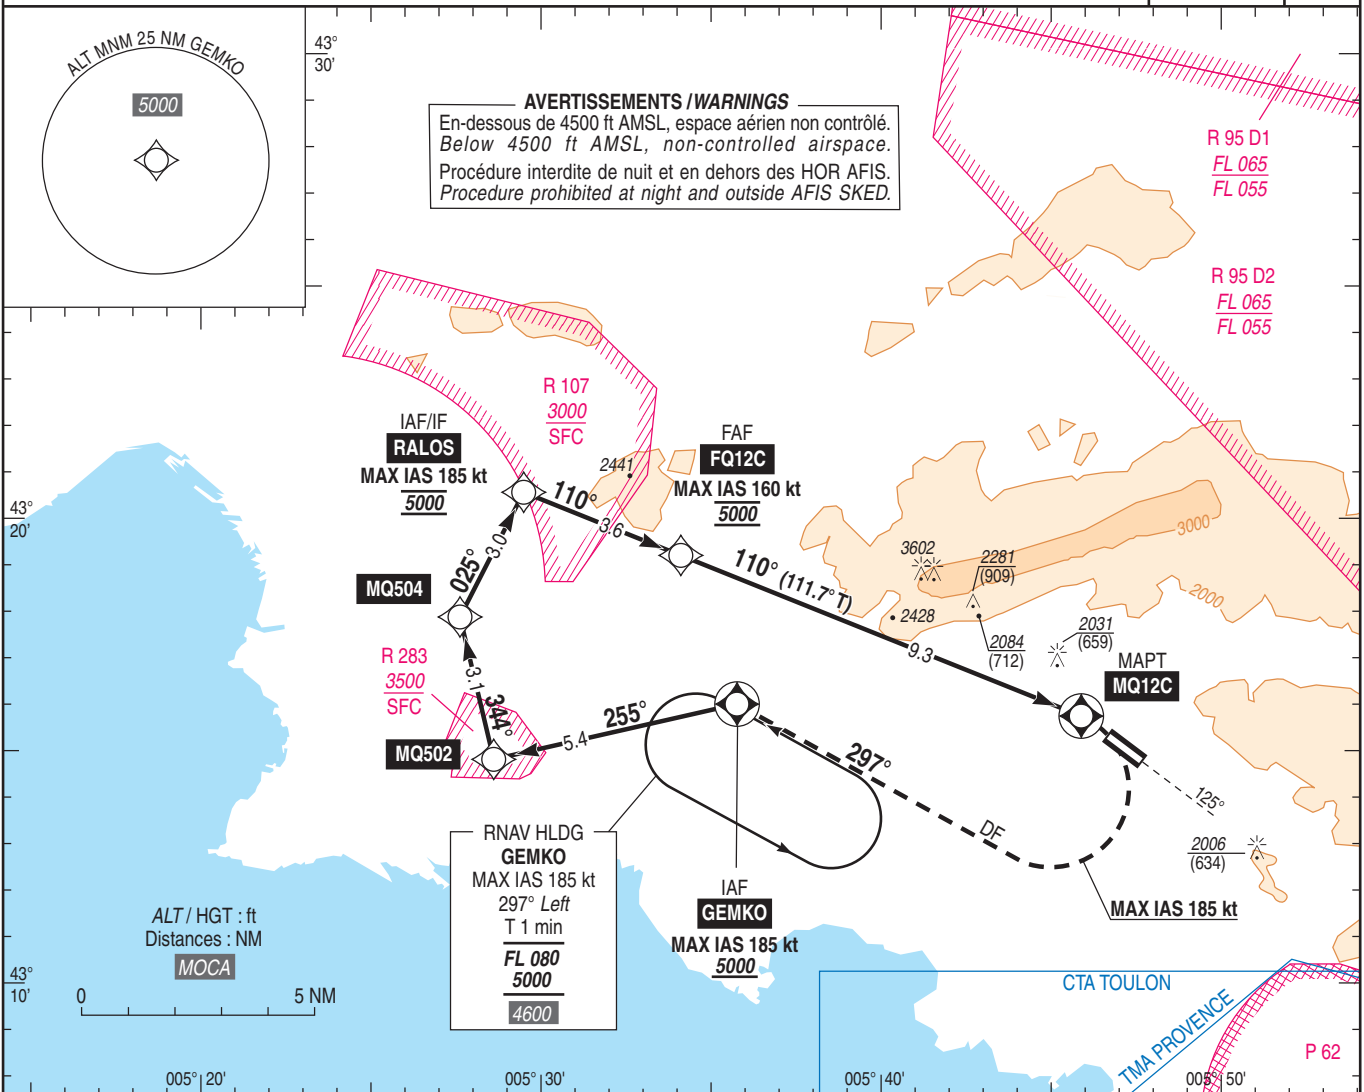 ALT MNM 25 NM GEMKO
5000
43°
30'
AVERTISSEMENTS / WARNINGS
En-dessous de 4500 ft AMSL, espace aérien non contrôlé.
Below 4500 ft AMSL, non-controlled airspace.
Procédure interdite de nuit et en dehors des HOR AFIS.
Procedure prohibited at night and outside AFIS SKED.
R 95 D1
FL 065
FL 055
R 95 D2
FL 065
FL 055
R 107
3000
SFC
IAF/IF
RALOS
MAX IAS 185 kt
5000
2441
FAF
FQ12C
MAX IAS 160 kt
5000
43°
20'
110°
3.6
110° (111.7° T)
9.3
3602
2281
(909)
3000
2000
2428
2084
(712)
2031
(659)
MAPT
MQ12C
025°
3.0
MQ504
R 283
3500
SFC
3.1
344°
MQ502
255°
5.4
297°
DF
125°
2006
(634)
MAX IAS 185 kt
RNAV HLDG
GEMKO
MAX IAS 185 kt
297° Left
T 1 min
FL 080
5000
4600
IAF
GEMKO
MAX IAS 185 kt
5000
ALT / HGT : ft
Distances : NM
MOCA
43°
10'
0
5 NM
CTA TOULON
TMA PROVENCE
P 62
005° 20'
005° 30'
005° 40'
005° 50'